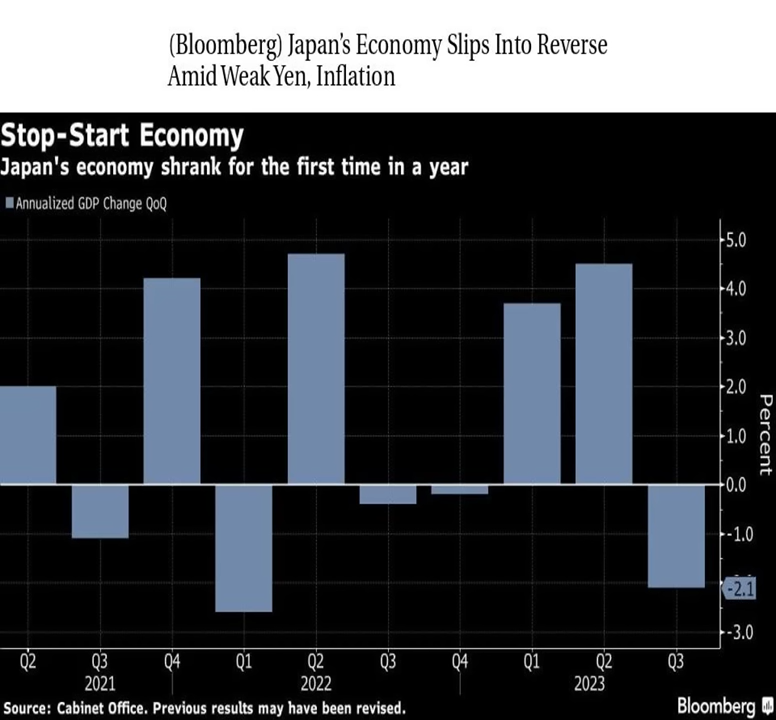 (Bloomberg) Japan's Economy Slips Into Reverse
Amid Weak Yen, Inflation
Stop-Start Economy
Japan's economy shrank for the first time in a year
Annualized GDP Change QoQ
5.0
4.0
3.0
2.0
1.0
0.0
-1.0
-2.1
-3.0
Percent
Q2 Q3 Q4 Q1 Q2 Q3 Q4 Q1 Q2 Q3
2021 2022 2023
Source: Cabinet Office. Previous results may have been revised.
Bloomberg